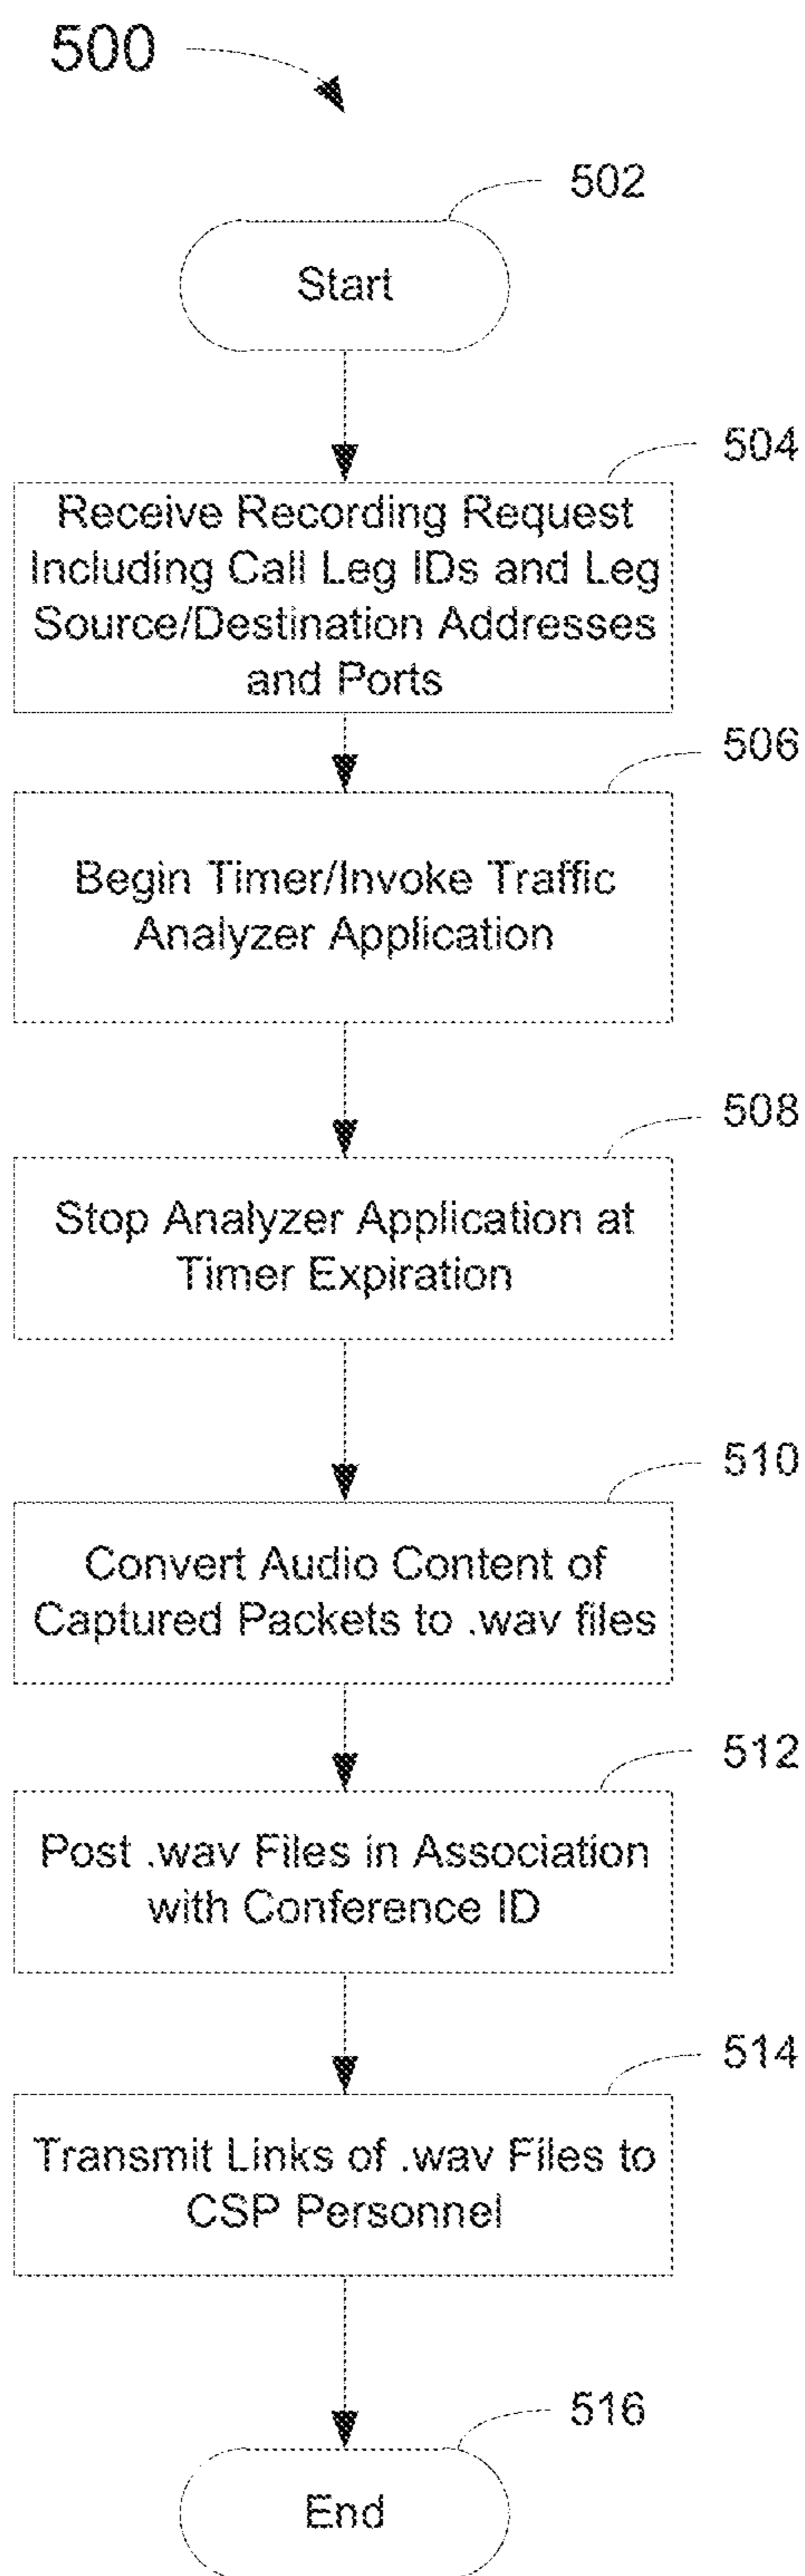 500
502
Start
504
Receive Recording Request
Including Call Leg IDs and Leg
Source/Destination Addresses
and Ports
506
Begin Timer/Invoke Traffic
Analyzer Application
508
Stop Analyzer Application at
Timer Expiration
510
Convert Audio Content of
Captured Packets to .wav files
512
Post .wav Files in Association
with Conference ID
514
Transmit Links of .wav Files to
CSP Personnel
516
End